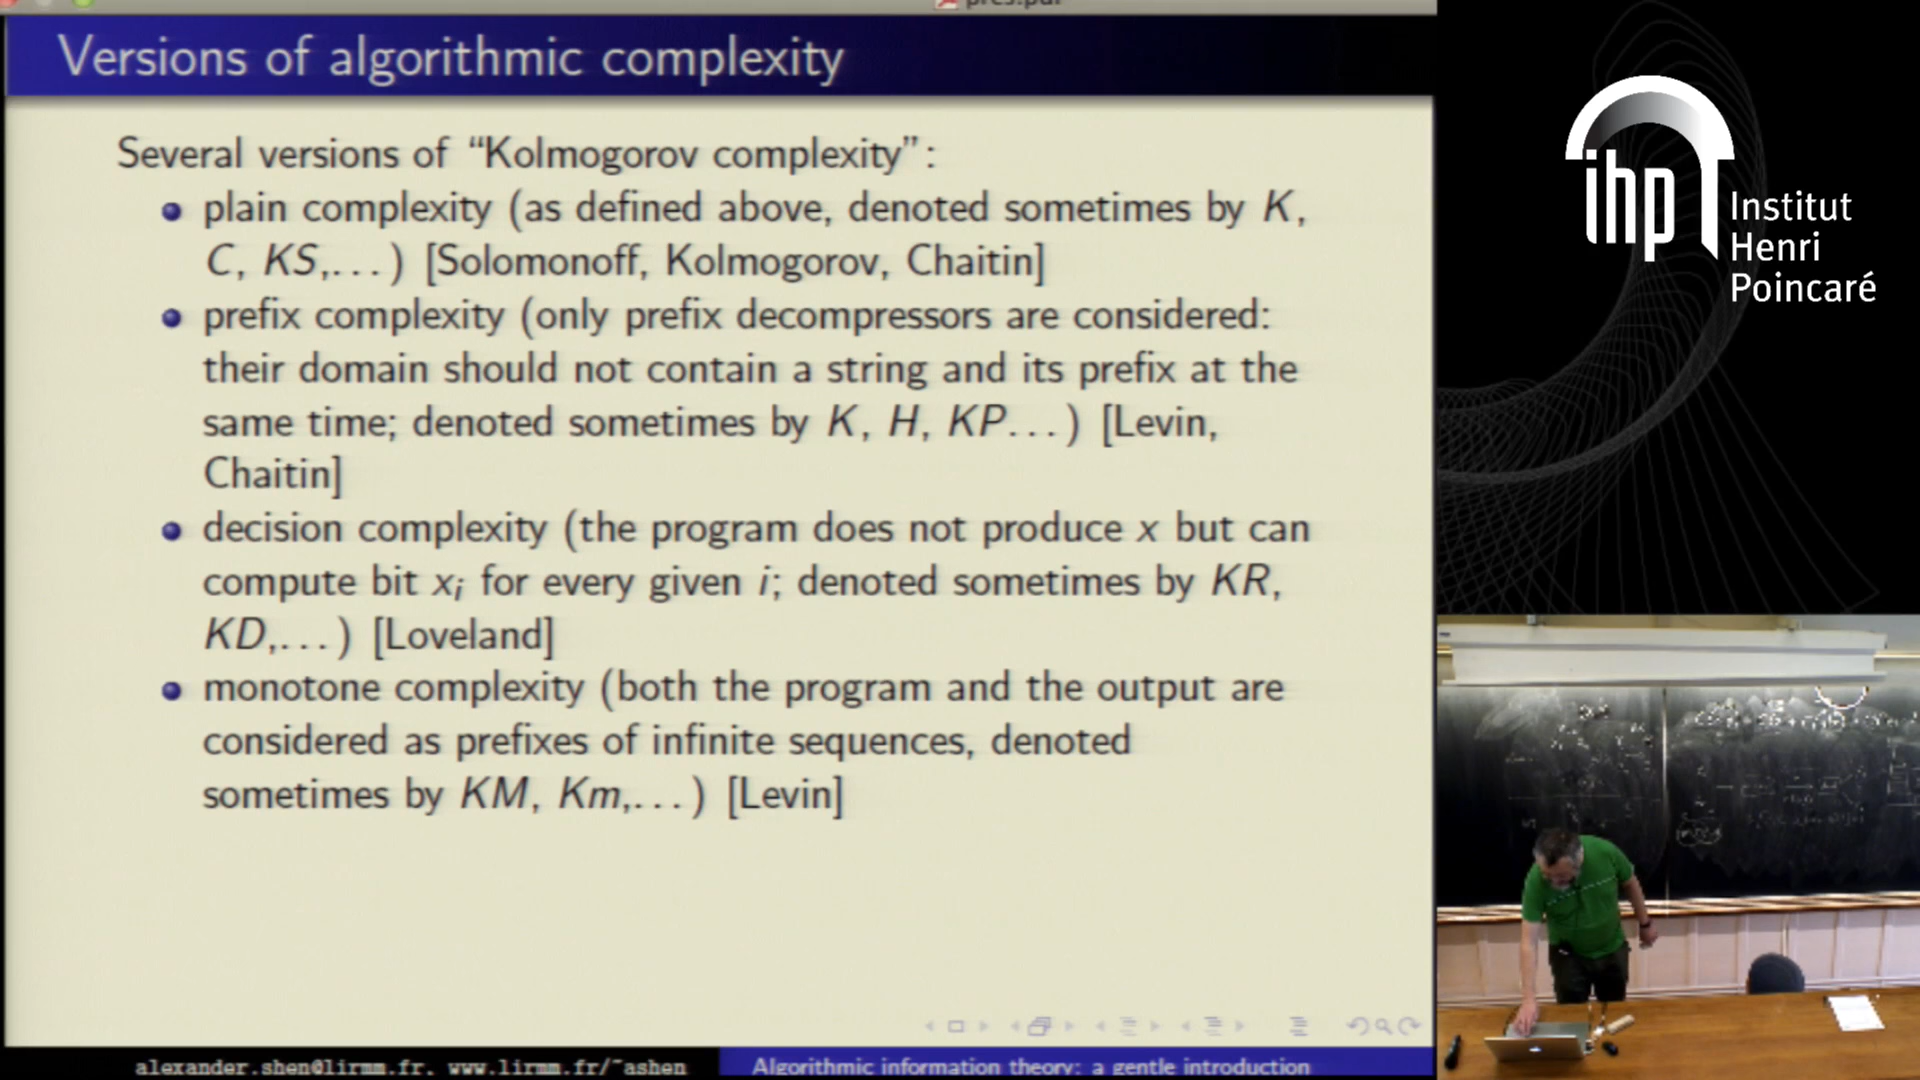 pres.pdf
Versions of algorithmic complexity
Several versions of “Kolmogorov complexity”:
plain complexity (as defined above, denoted sometimes by K,
C, KS,...) [Solomonoff, Kolmogorov, Chaitin]
prefix complexity (only prefix decompressors are considered:
their domain should not contain a string and its prefix at the
same time; denoted sometimes by K, H, KP...) [Levin,
Chaitin]
decision complexity (the program does not produce x but can
compute bit xᵢ for every given i; denoted sometimes by KR,
KD,...) [Loveland]
monotone complexity (both the program and the output are
considered as prefixes of infinite sequences, denoted
sometimes by KM, Km,...) [Levin]
alexander.shen@lirmm.fr, www.lirmm.fr/~ashen
Algorithmic information theory: a gentle introduction
ihp
Institut
Henri
Poincaré